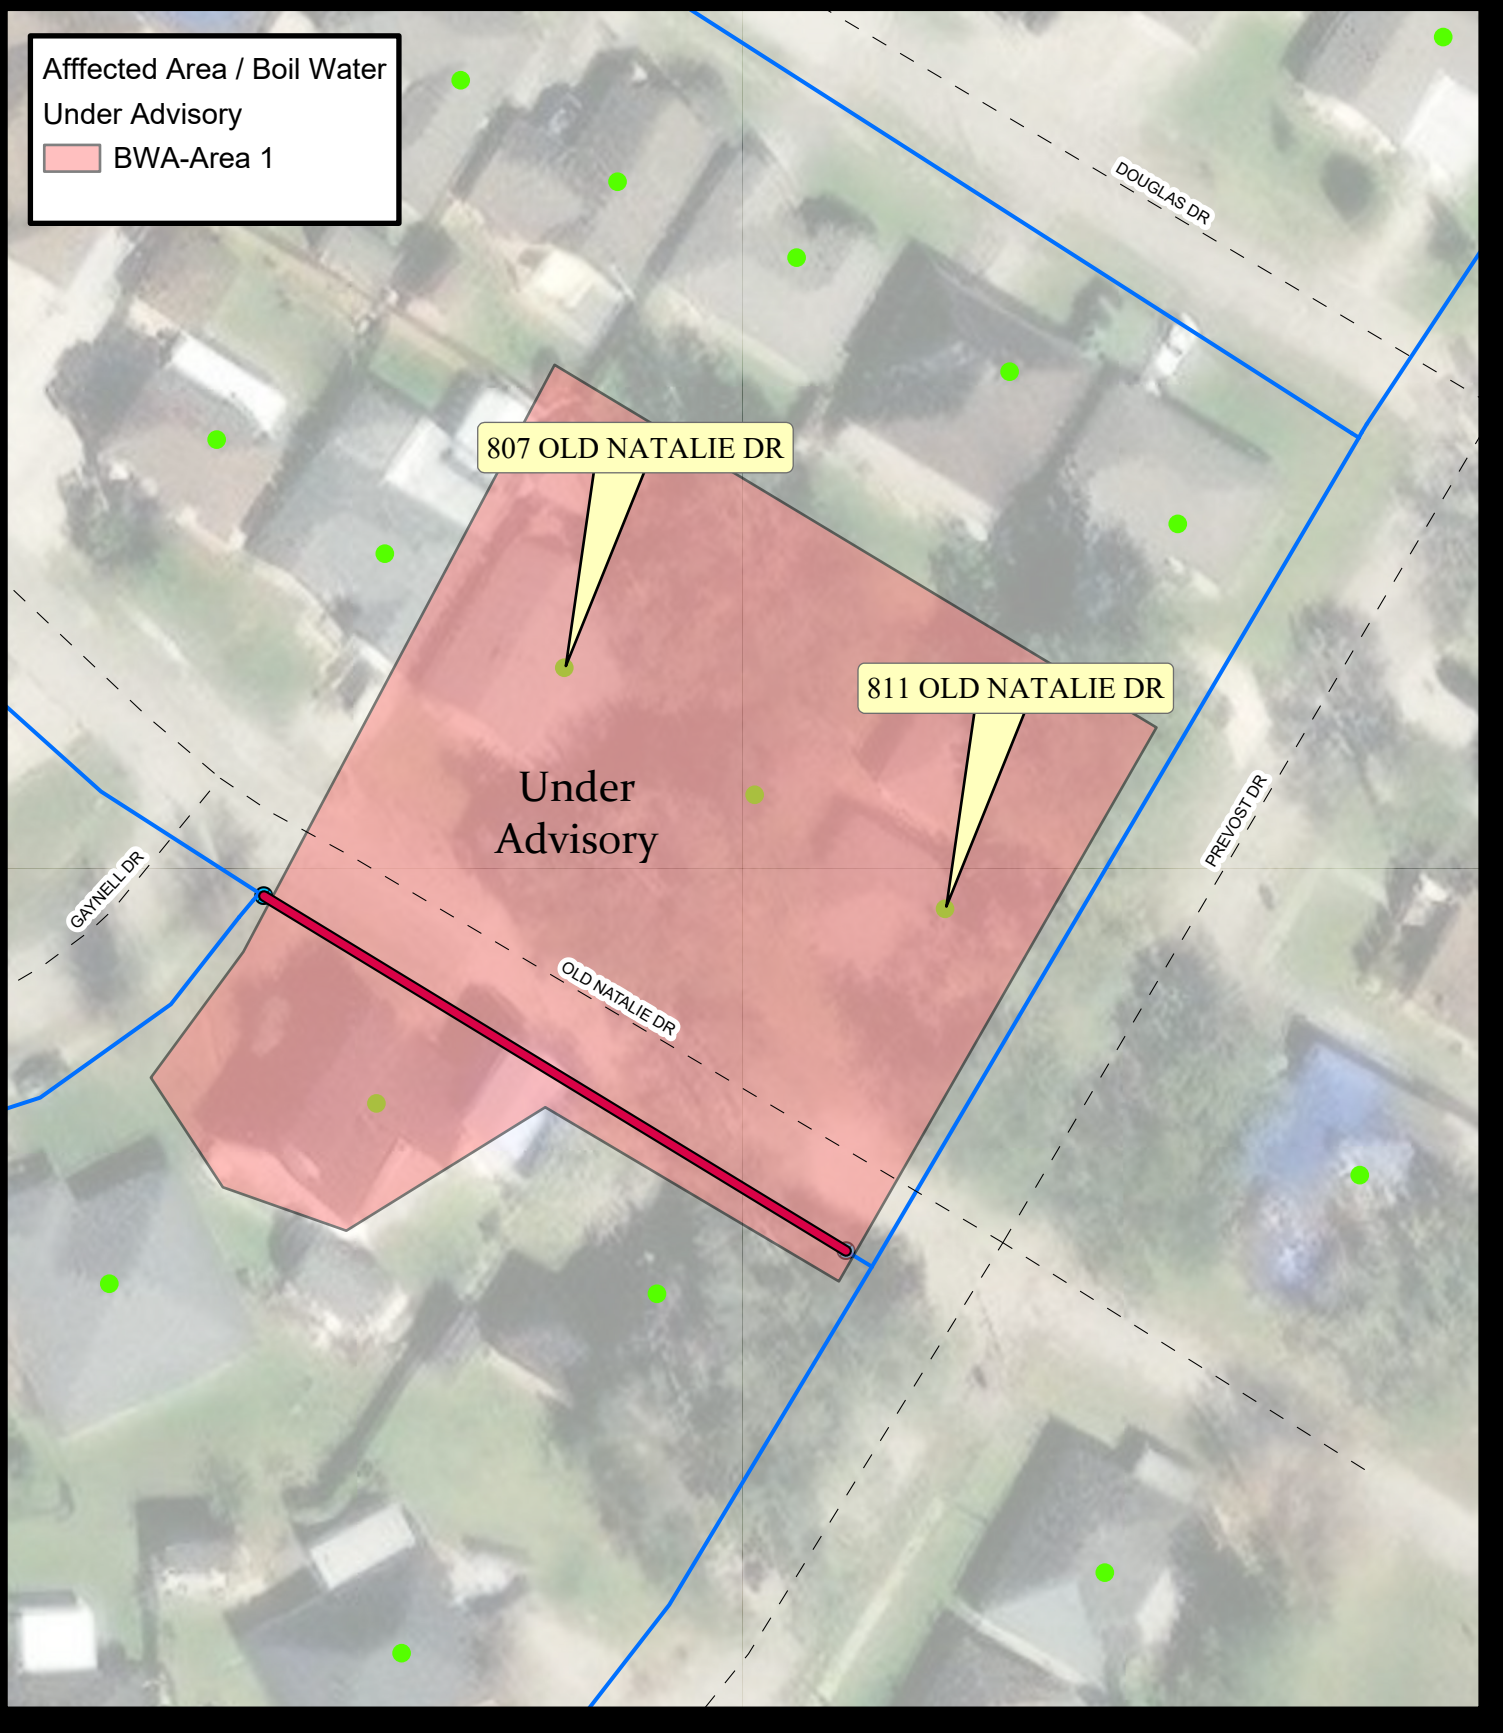 Afffected Area / Boil Water
Under Advisory
BWA-Area 1
DOUGLAS DR
807 OLD NATALIE DR
811 OLD NATALIE DR
Under
Advisory
PREVOST DR
GAYNELL DR
OLD NATALIE DR